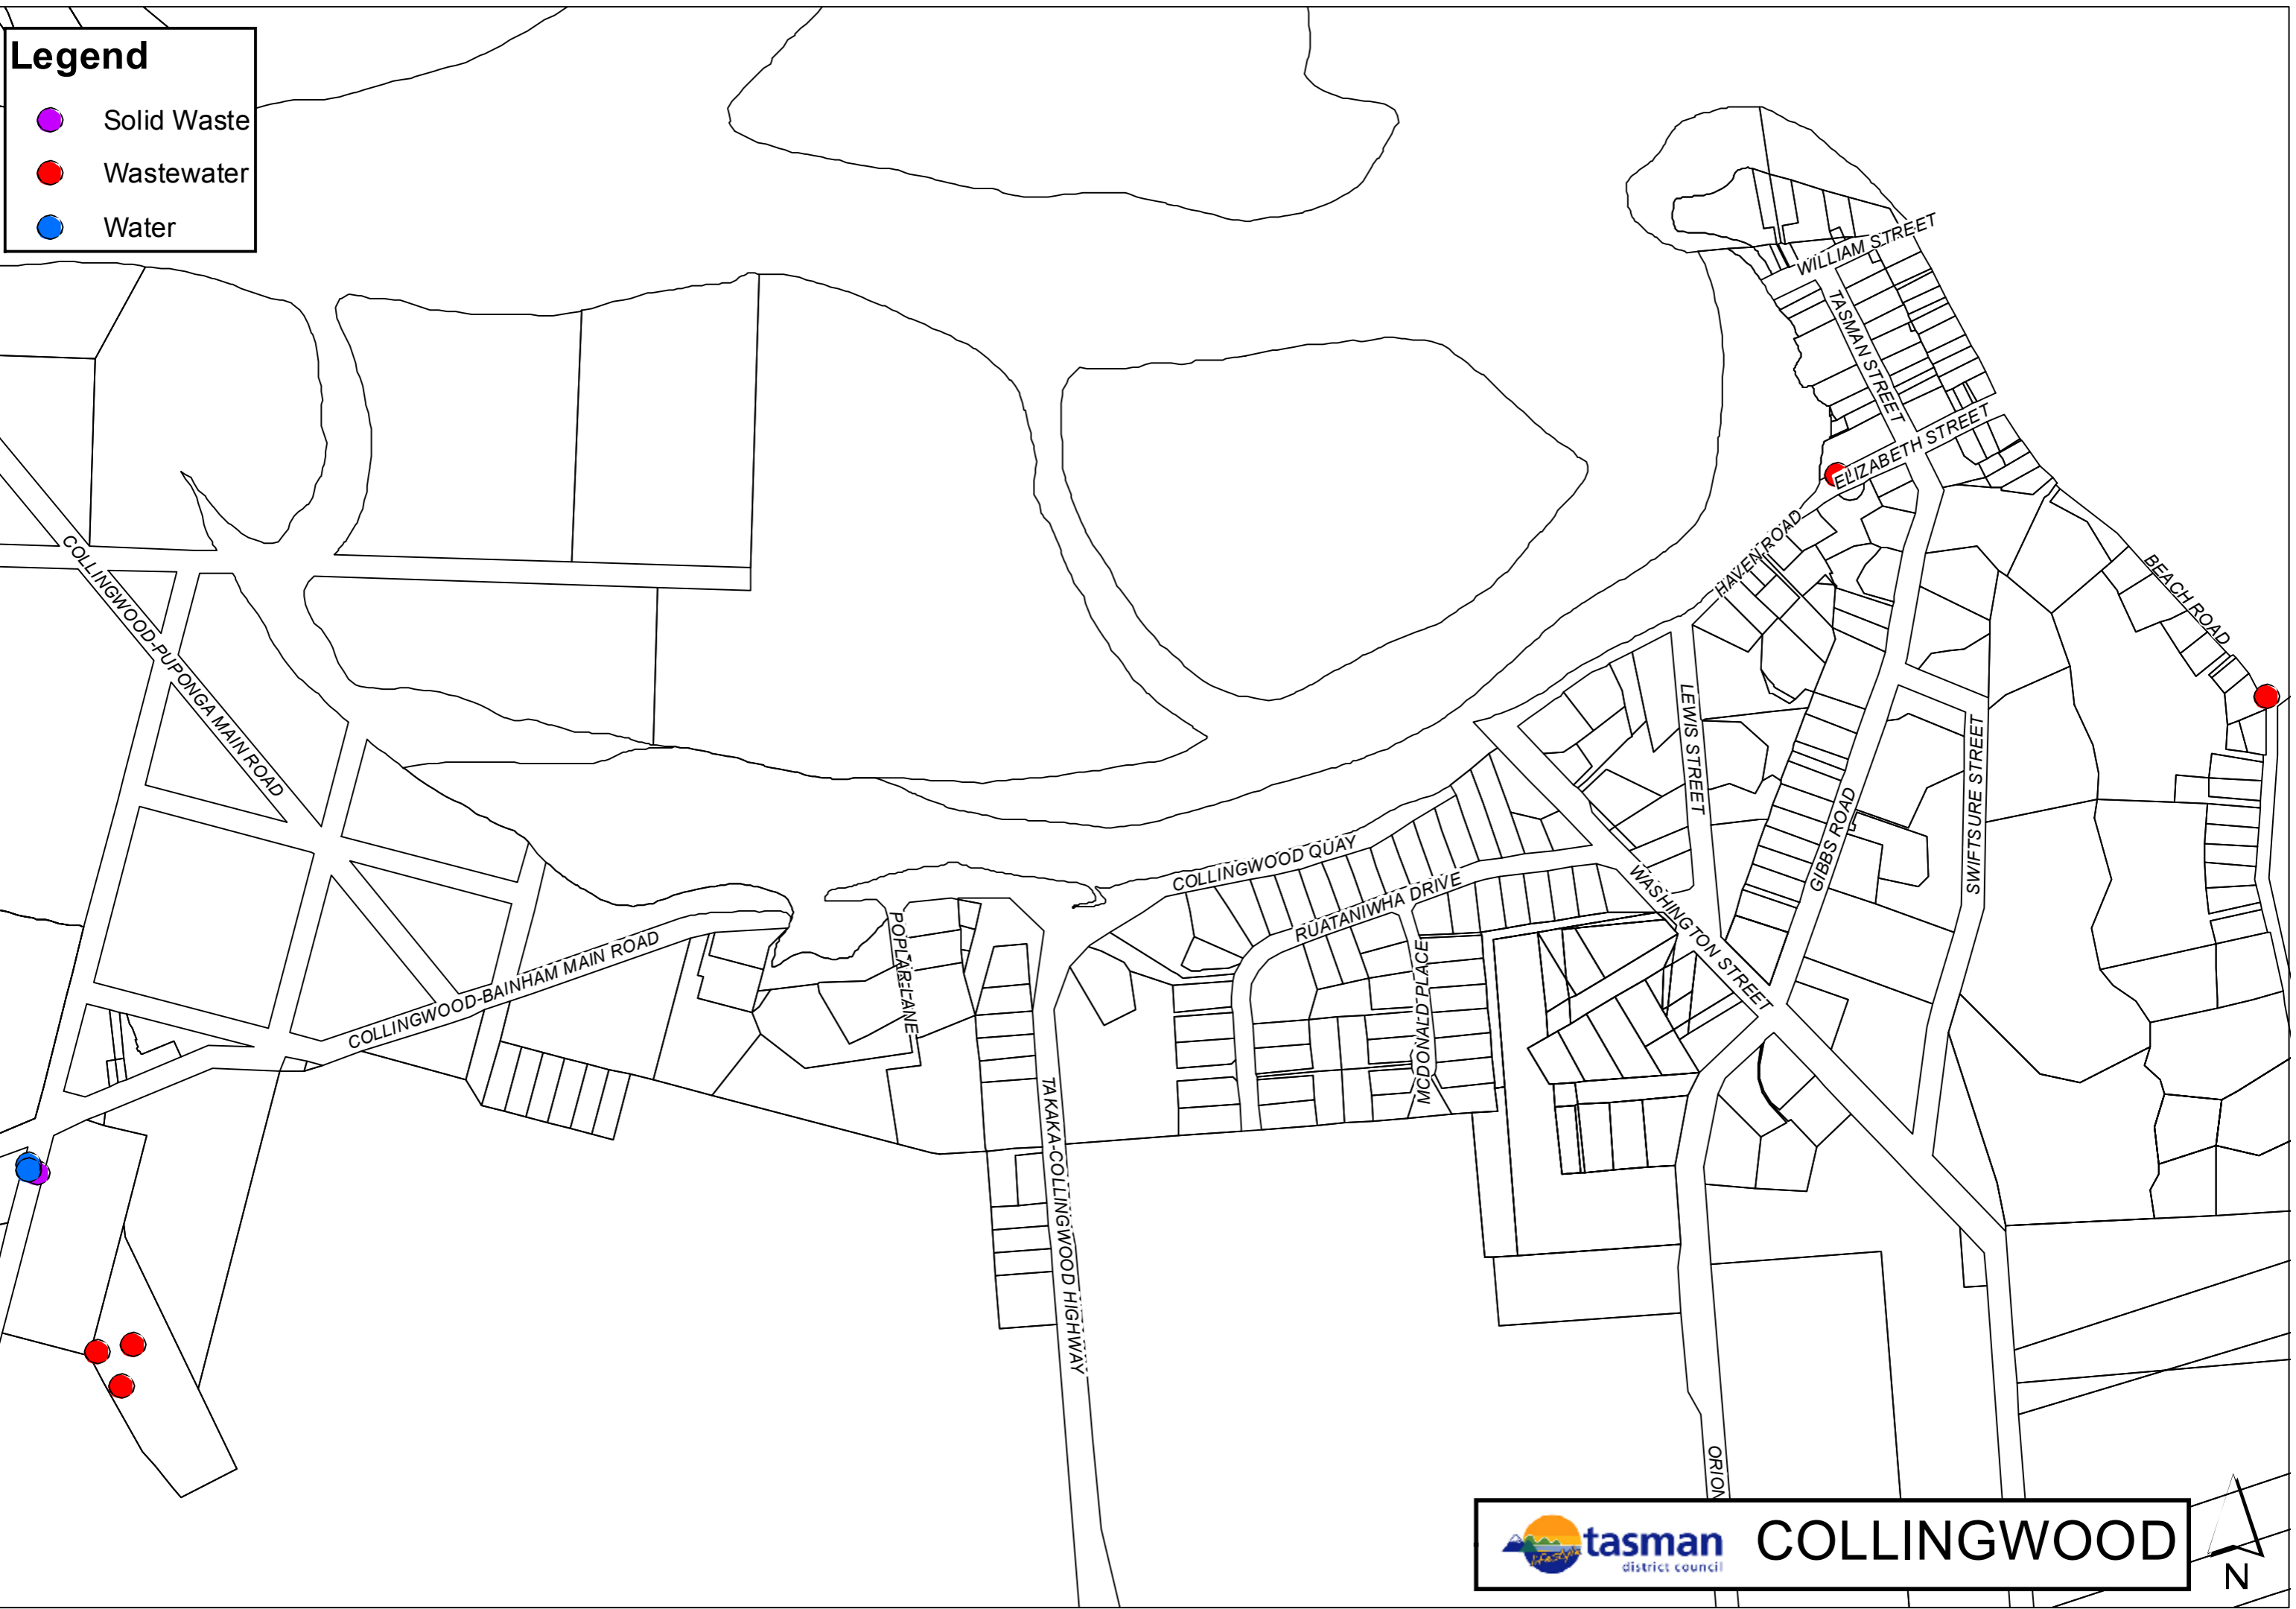 Legend
Solid Waste
Wastewater
Water
WILLIAM STREET
TASMAN STREET
ELIZABETH STREET
HAVEN ROAD
BEACH ROAD
COLLINGWOOD-PUPONGA MAIN ROAD
LEWIS STREET
SWIFTSURE STREET
GIBBS ROAD
COLLINGWOOD QUAY
RUATANIWHA DRIVE
WASHINGTON STREET
POPLAR LANE
COLLINGWOOD-BAINHAM MAIN ROAD
MCDONALD PLACE
TAKAKA-COLLINGWOOD HIGHWAY
ORION
tasman
district council
COLLINGWOOD
N